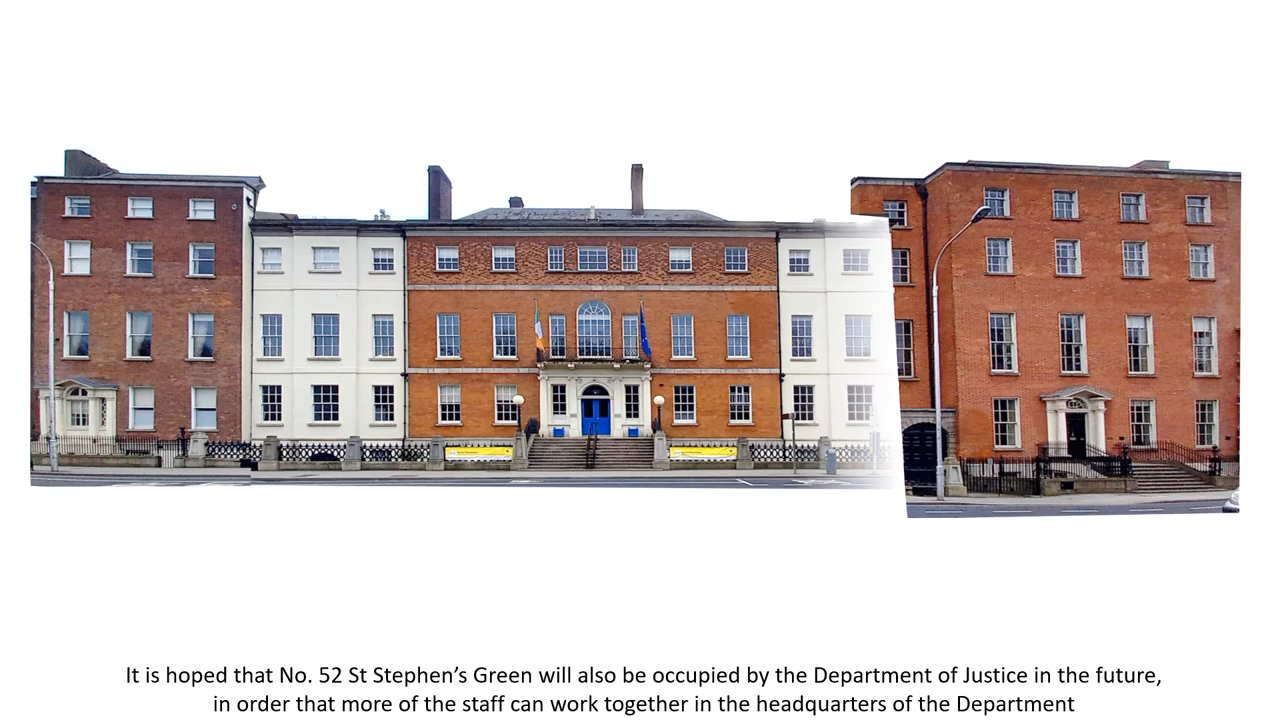 It is hoped that No. 52 St Stephen’s Green will also be occupied by the Department of Justice in the future,
in order that more of the staff can work together in the headquarters of the Department